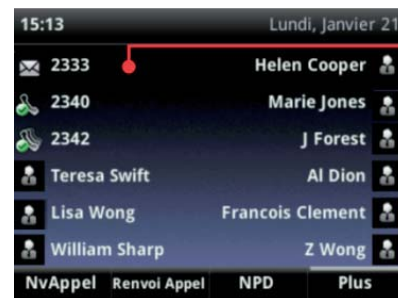 15:13 Lundi, Janvier 21
2333 Helen Cooper
2340 Marie Jones
2342 J Forest
Teresa Swift Al Dion
Lisa Wong Francois Clement
William Sharp Z Wong
NvAppel Renvoi Appel NPD Plus